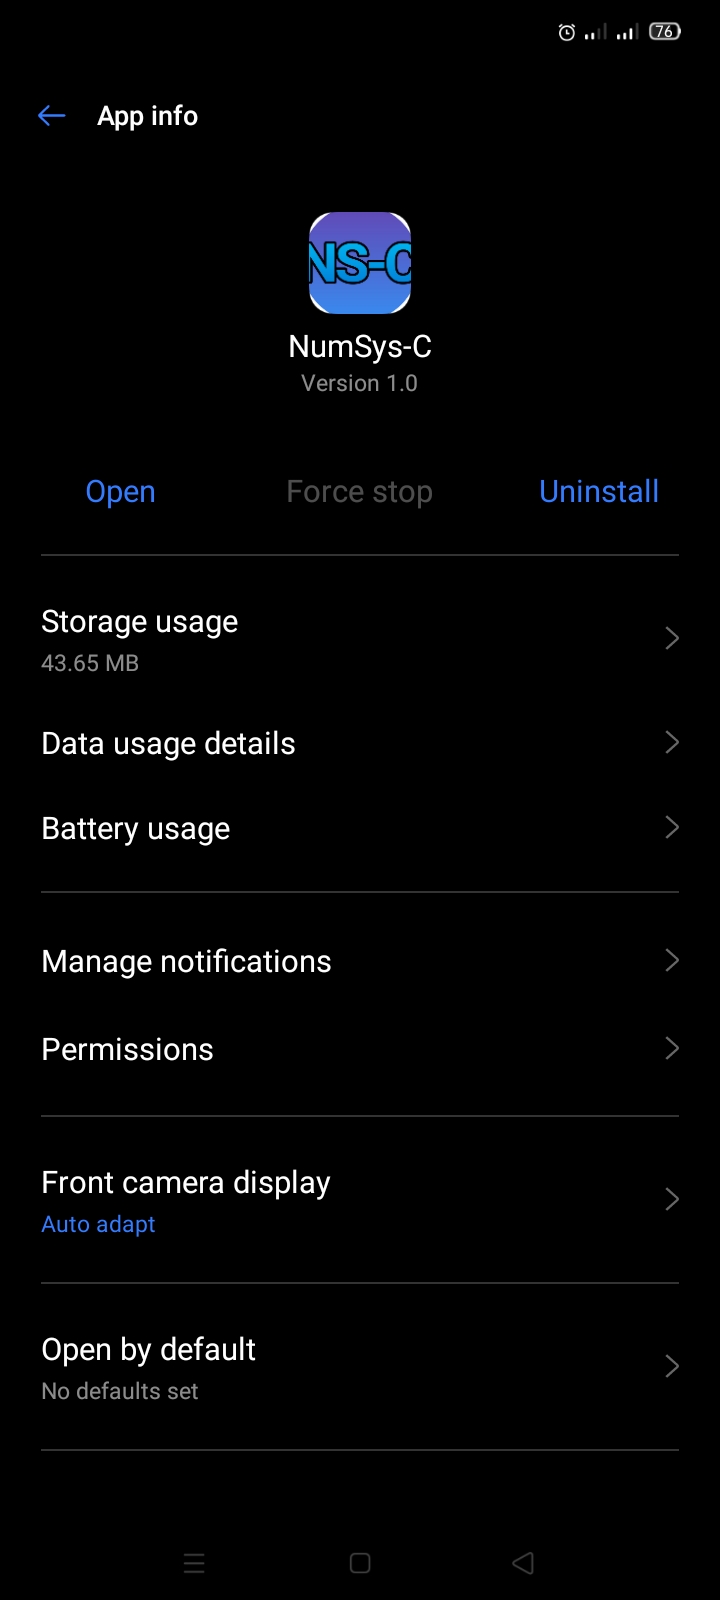 76
App info
NS-C
NumSys-C
Version 1.0
Open Force stop Uninstall
Storage usage
43.65 MB
Data usage details
Battery usage
Manage notifications
Permissions
Front camera display
Auto adapt
Open by default
No defaults set